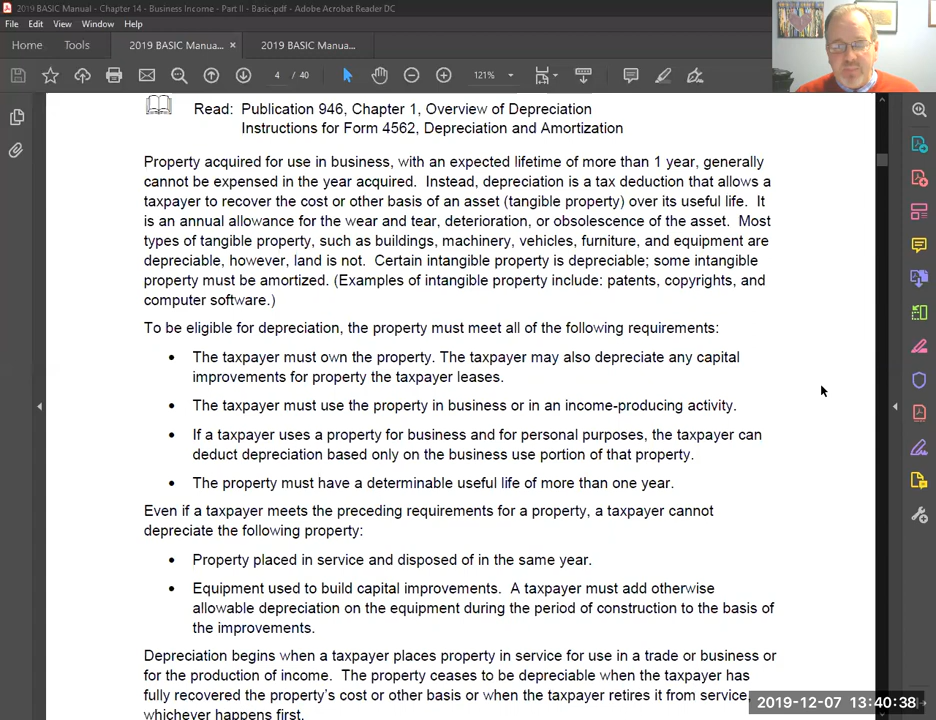 2019 BASIC Manual - Chapter 14 - Business Income - Part II - Basic.pdf - Adobe Acrobat Reader DC
File Edit View Window Help
Home Tools 2019 BASIC Manua... × 2019 BASIC Manua...
4 / 40 121%
Read: Publication 946, Chapter 1, Overview of Depreciation
Instructions for Form 4562, Depreciation and Amortization
Property acquired for use in business, with an expected lifetime of more than 1 year, generally
cannot be expensed in the year acquired. Instead, depreciation is a tax deduction that allows a
taxpayer to recover the cost or other basis of an asset (tangible property) over its useful life. It
is an annual allowance for the wear and tear, deterioration, or obsolescence of the asset. Most
types of tangible property, such as buildings, machinery, vehicles, furniture, and equipment are
depreciable, however, land is not. Certain intangible property is depreciable; some intangible
property must be amortized. (Examples of intangible property include: patents, copyrights, and
computer software.)
To be eligible for depreciation, the property must meet all of the following requirements:
• The taxpayer must own the property. The taxpayer may also depreciate any capital
improvements for property the taxpayer leases.
• The taxpayer must use the property in business or in an income-producing activity.
• If a taxpayer uses a property for business and for personal purposes, the taxpayer can
deduct depreciation based only on the business use portion of that property.
• The property must have a determinable useful life of more than one year.
Even if a taxpayer meets the preceding requirements for a property, a taxpayer cannot
depreciate the following property:
• Property placed in service and disposed of in the same year.
• Equipment used to build capital improvements. A taxpayer must add otherwise
allowable depreciation on the equipment during the period of construction to the basis of
the improvements.
Depreciation begins when a taxpayer places property in service for use in a trade or business or
for the production of income. The property ceases to be depreciable when the taxpayer has
fully recovered the property's cost or other basis or when the taxpayer retires it from service,
whichever happens first.
2019-12-07 13:40:38